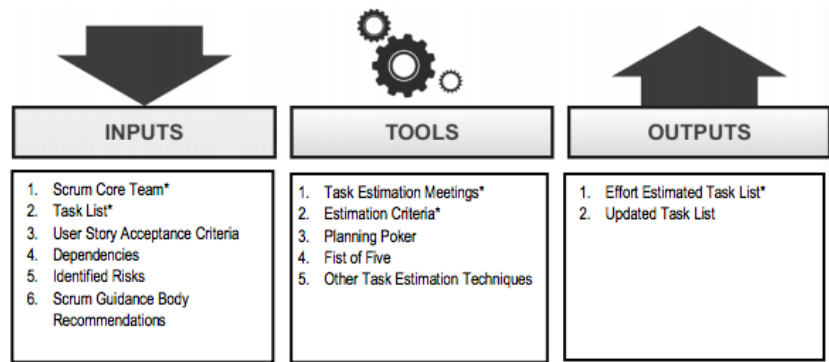 INPUTS
1. Scrum Core Team*
2. Task List*
3. User Story Acceptance Criteria
4. Dependencies
5. Identified Risks
6. Scrum Guidance Body
Recommendations
TOOLS
1. Task Estimation Meetings*
2. Estimation Criteria*
3. Planning Poker
4. Fist of Five
5. Other Task Estimation Techniques
OUTPUTS
1. Effort Estimated Task List*
2. Updated Task List